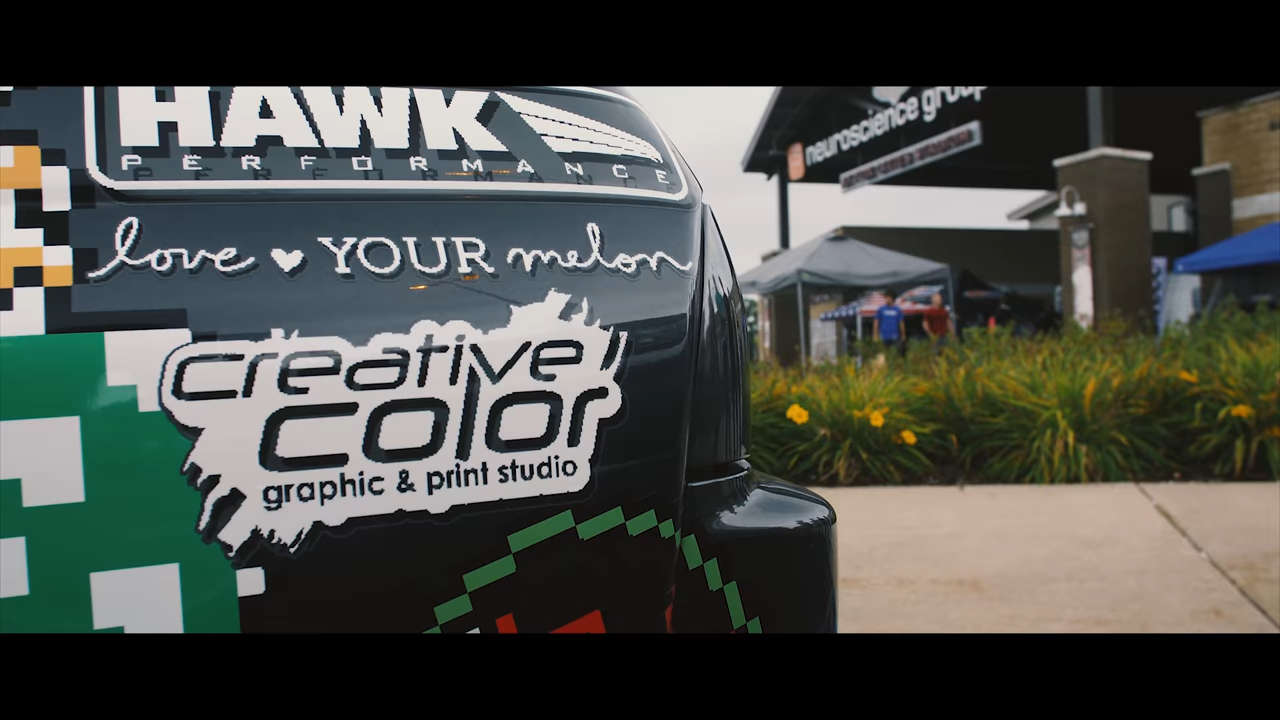 HAWK
PERFORMANCE
love YOUR melon
creative
color
graphic & print studio
neuroscience group